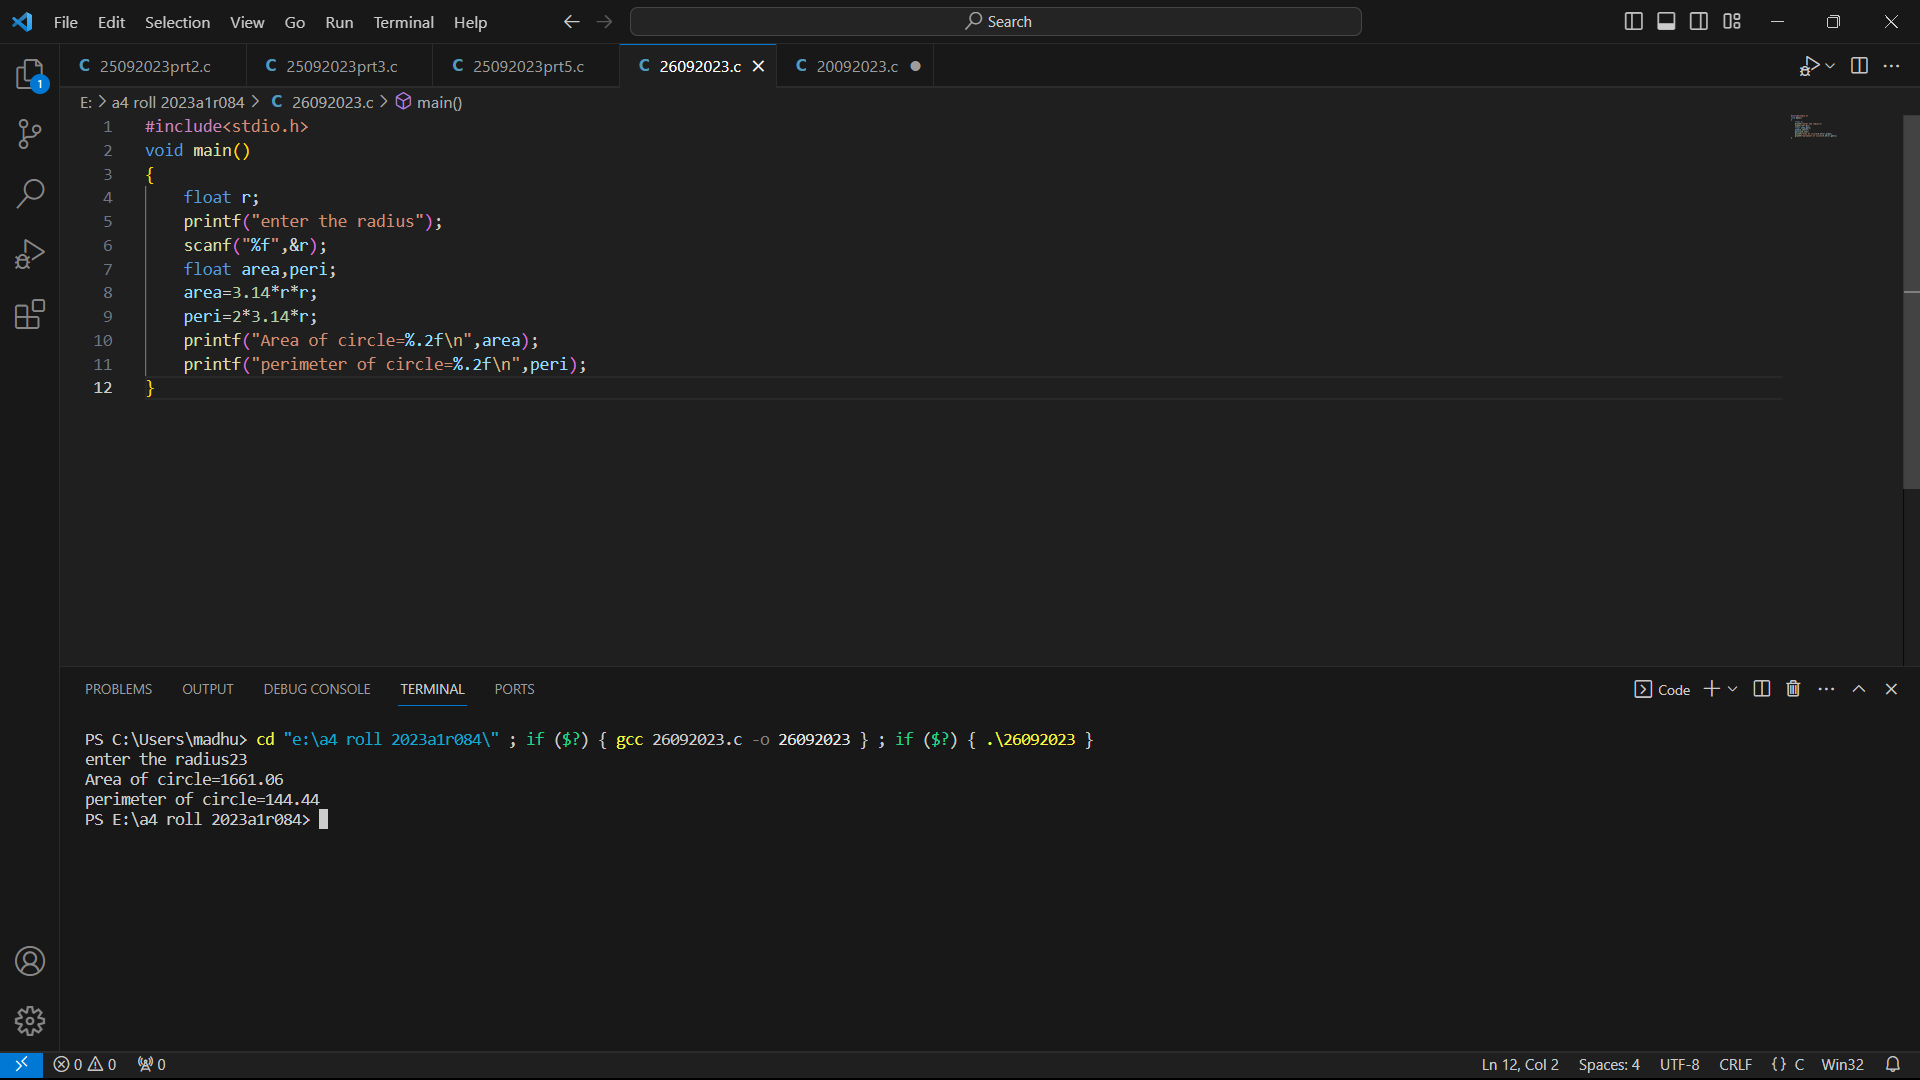 File Edit Selection View Go Run Terminal Help Search
C 25092023prt2.c C 25092023prt3.c C 25092023prt5.c C 26092023.c C 20092023.c
E: > a4 roll 2023a1r084 > C 26092023.c > main()
1 #include<stdio.h>
2 void main()
3 {
4 float r;
5 printf("enter the radius");
6 scanf("%f",&r);
7 float area,peri;
8 area=3.14*r*r;
9 peri=2*3.14*r;
10 printf("Area of circle=%.2f\n",area);
11 printf("perimeter of circle=%.2f\n",peri);
12 }
1
PROBLEMS OUTPUT DEBUG CONSOLE TERMINAL PORTS Code
PS C:\Users\madhu> cd "e:\a4 roll 2023a1r084\" ; if ($?) { gcc 26092023.c -o 26092023 } ; if ($?) { .\26092023 }
enter the radius23
Area of circle=1661.06
perimeter of circle=144.44
PS E:\a4 roll 2023a1r084>
0 0 0 Ln 12, Col 2 Spaces: 4 UTF-8 CRLF {} C Win32